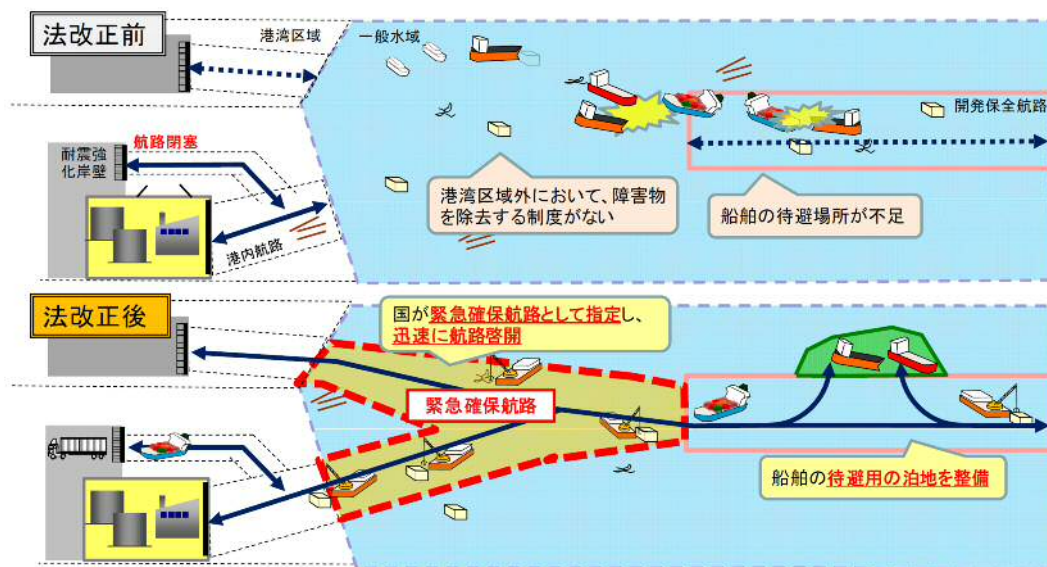 法改正前
港湾区域
一般水域
開発保全航路
航路閉塞
耐震強
化岸壁
港湾区域外において、障害物
を除去する制度がない
船舶の待避場所が不足
港内航路
法改正後
国が緊急確保航路として指定し、
迅速に航路啓開
緊急確保航路
船舶の待避用の泊地を整備